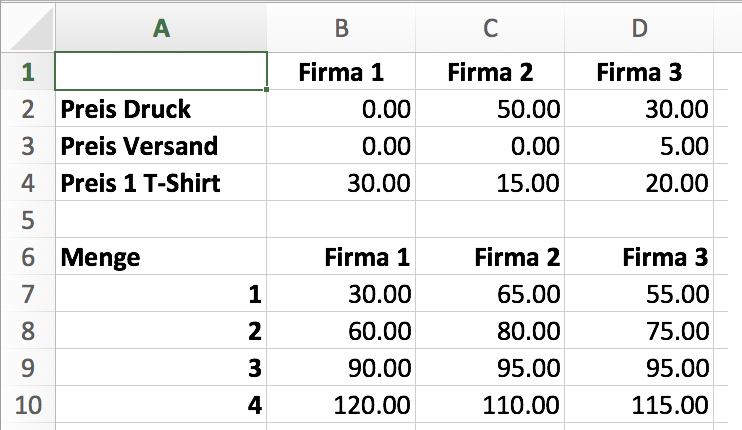 A B C D
1 Firma 1 Firma 2 Firma 3
2 Preis Druck 0.00 50.00 30.00
3 Preis Versand 0.00 0.00 5.00
4 Preis 1 T-Shirt 30.00 15.00 20.00
5
6 Menge Firma 1 Firma 2 Firma 3
7 1 30.00 65.00 55.00
8 2 60.00 80.00 75.00
9 3 90.00 95.00 95.00
10 4 120.00 110.00 115.00